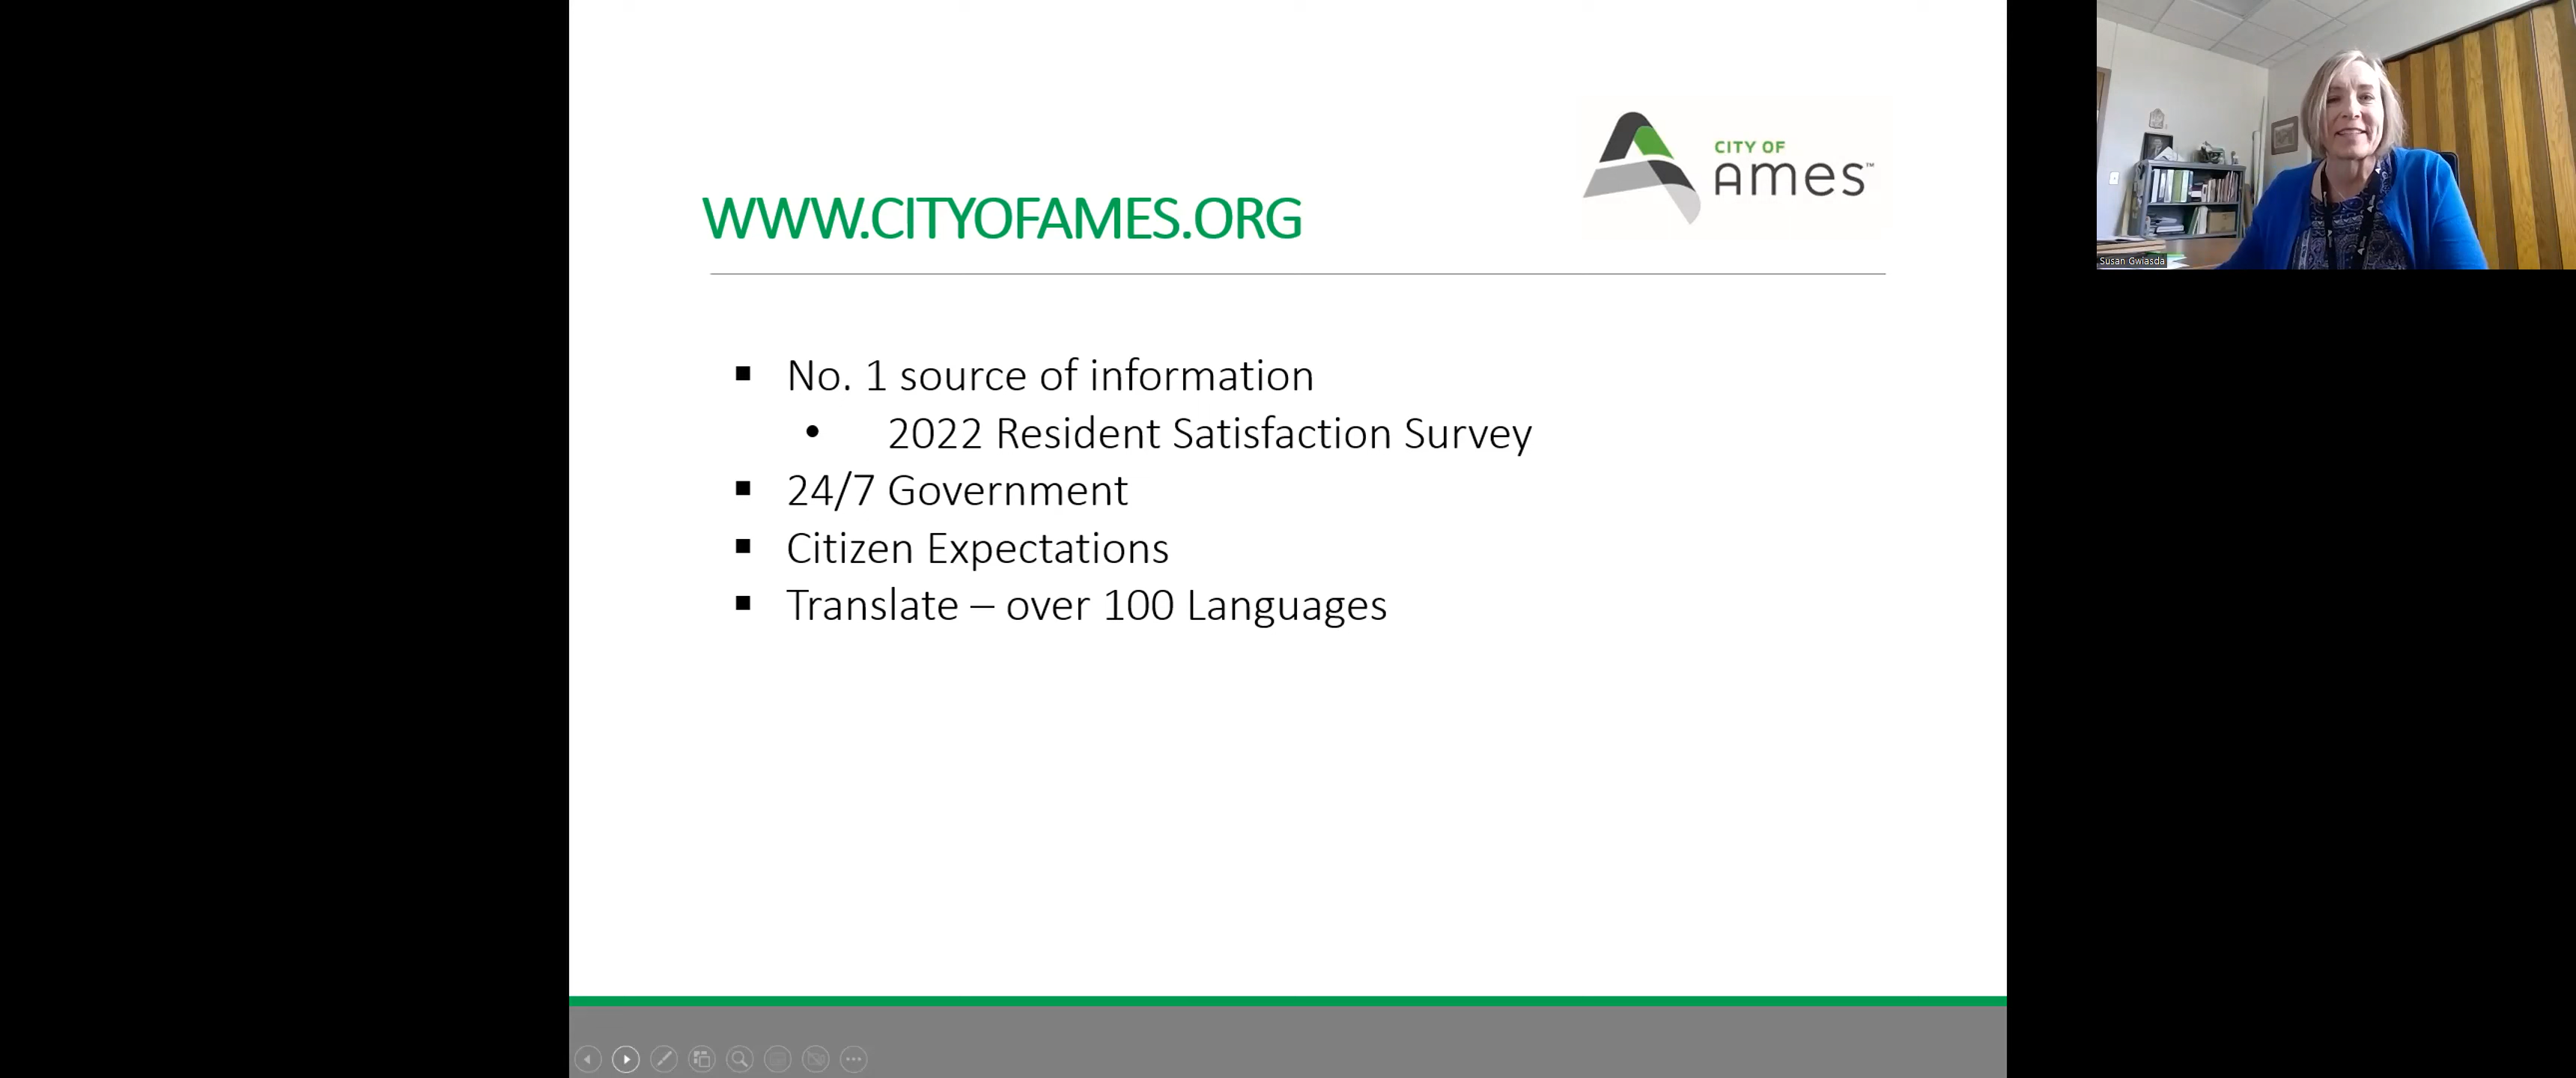 CITY OF
Ames™
WWW.CITYOFAMES.ORG
No. 1 source of information
2022 Resident Satisfaction Survey
24/7 Government
Citizen Expectations
Translate – over 100 Languages
Susan Gwiasda